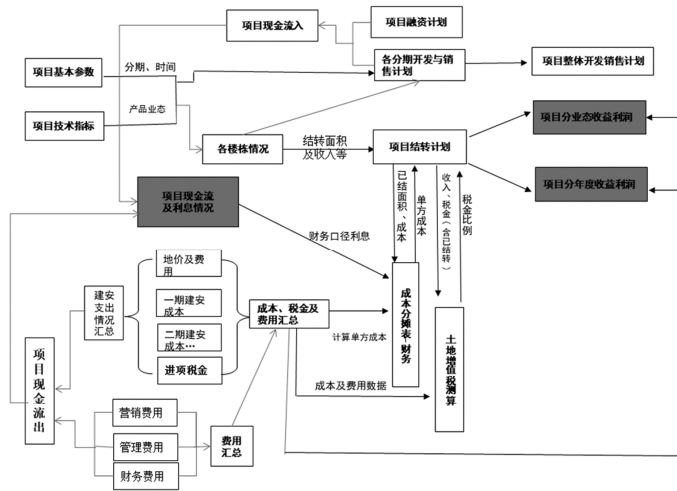 项目现金流入
项目融资计划
项目基本参数
分期、时间
各分期开发与销
售计划
项目整体开发销售计划
产品业态
项目技术指标
各楼栋情况
结转面积
及收入等
项目结转计划
项目分业态收益利润
项目分年度收益利润
项目现金流
及利息情况
已结面积、成本
单方成本
收入、税金（含已结转）
税金比例
财务口径利息
地价及费
用
建安
支出
情况
汇总
一期建安
成本
二期建安
成本…
进项税金
成本、税金及
费用汇总
计算单方成本
成本分摊表-财务
土地增值税测算
成本及费用数据
项目现金流出
营销费用
管理费用
财务费用
费用
汇总